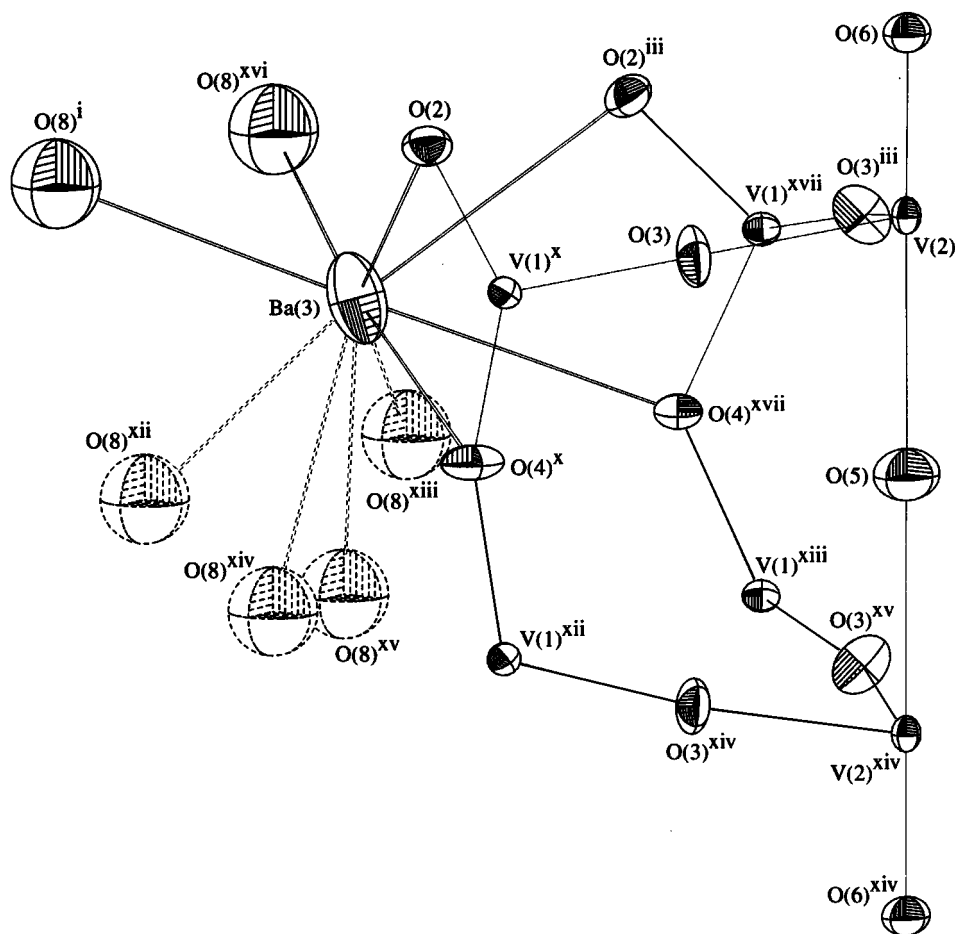 O(6)
O(2)^iii
O(8)^xvi
O(2)
O(8)^i
O(3)^iii
V(1)^xvii
O(3)
V(2)
V(1)^x
Ba(3)
O(4)^xvii
O(8)^xii
O(4)^x
O(5)
O(8)^xiii
O(8)^xiv
V(1)^xiii
O(3)^xv
O(8)^xv
V(1)^xii
O(3)^xiv
V(2)^xiv
O(6)^xiv